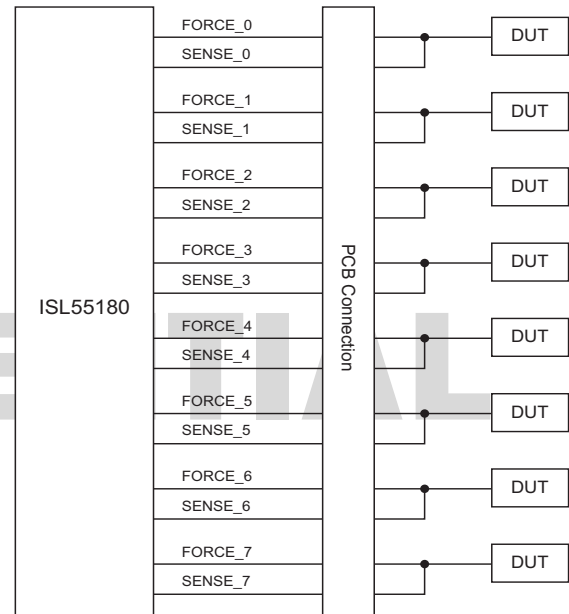 FORCE_0
DUT
SENSE_0
FORCE_1
DUT
SENSE_1
FORCE_2
DUT
SENSE_2
FORCE_3
DUT
SENSE_3
ISL55180
PCB Connection
FORCE_4
DUT
SENSE_4
FORCE_5
DUT
SENSE_5
FORCE_6
DUT
SENSE_6
FORCE_7
DUT
SENSE_7
ENTIAL